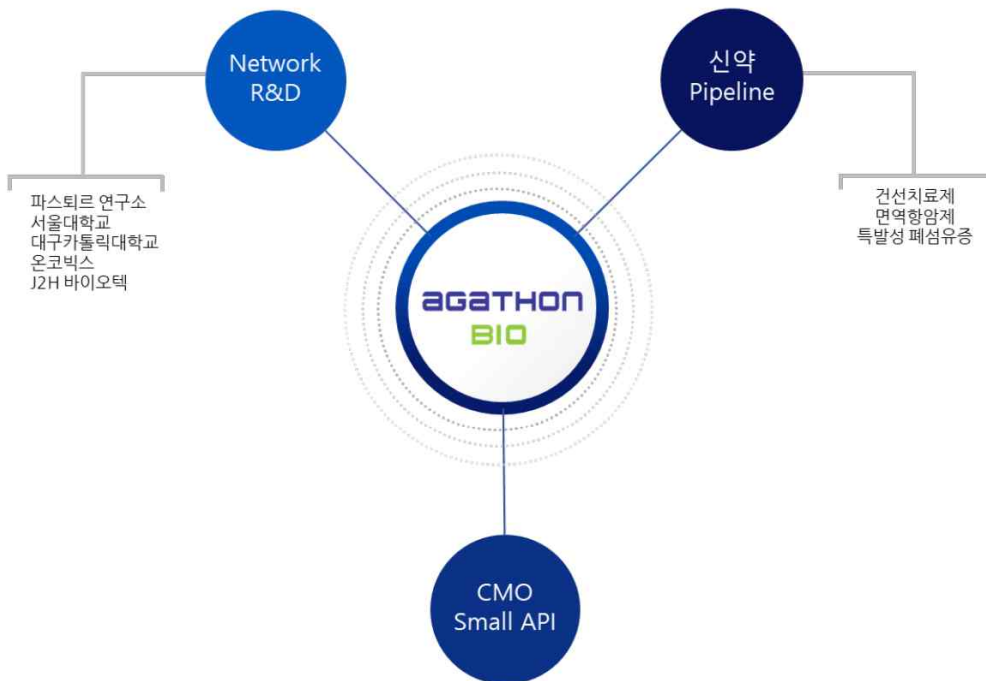 Network
R&D
신약
Pipeline
파스퇴르 연구소
서울대학교
대구카톨릭대학교
온코빅스
J2H 바이오텍
건선치료제
면역항암제
특발성 폐섬유증
AGATHON
BIO
CMO
Small API